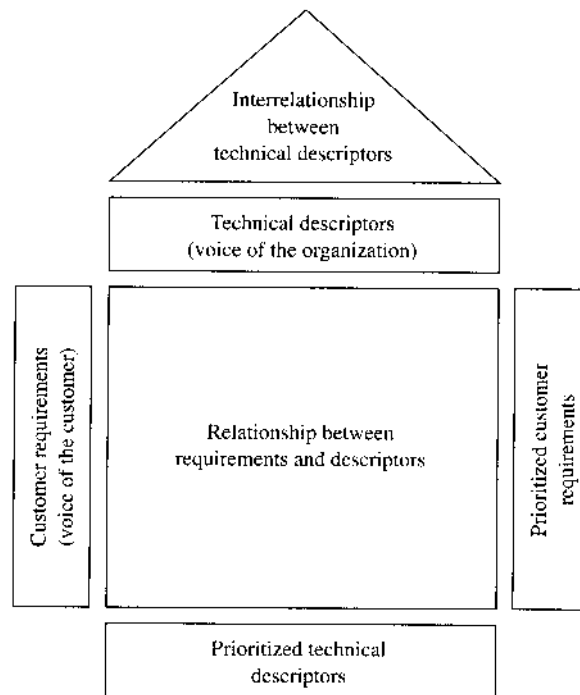 Interrelationship
between
technical descriptors
Technical descriptors
(voice of the organization)
Customer requirements
(voice of the customer)
Relationship between
requirements and descriptors
Prioritized customer
requirements
Prioritized technical
descriptors